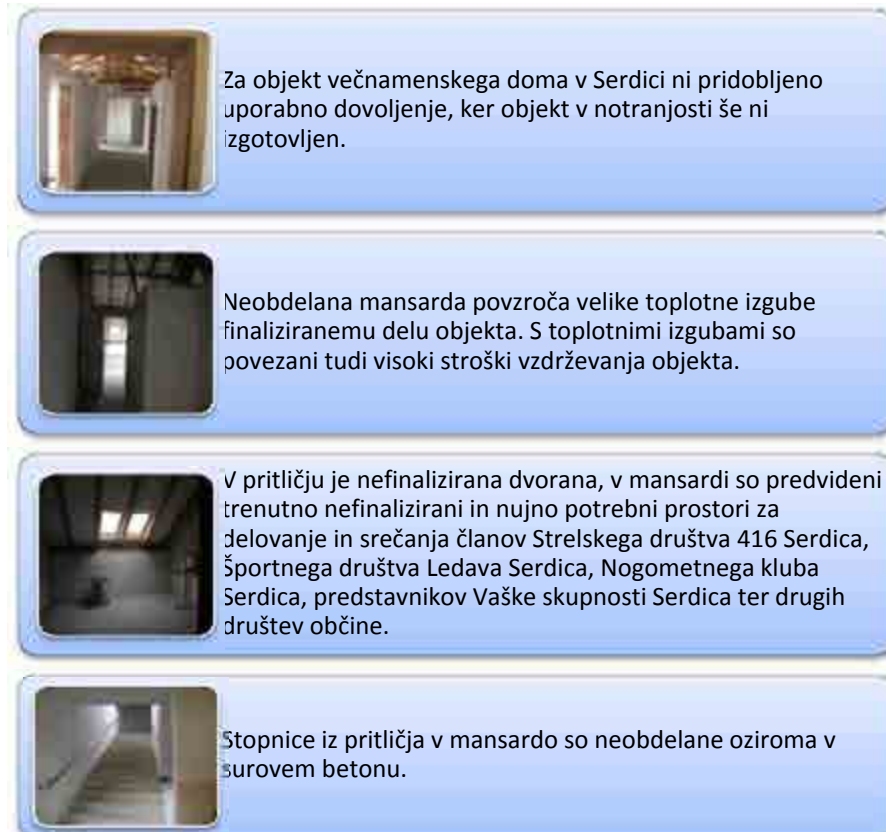 Za objekt večnamenskega doma v Serdici ni pridobljeno
uporabno dovoljenje, ker objekt v notranjosti še ni
izgotovljen.
Neobdelana mansarda povzroča velike toplotne izgube
finaliziranemu delu objekta. S toplotnimi izgubami so
povezani tudi visoki stroški vzdrževanja objekta.
V pritličju je nefinalizirana dvorana, v mansardi so predvideni
trenutno nefinalizirani in nujno potrebni prostori za
delovanje in srečanja članov Strelskega društva 416 Serdica,
Športnega društva Ledava Serdica, Nogometnega kluba
Serdica, predstavnikov Vaške skupnosti Serdica ter drugih
društev občine.
Stopnice iz pritličja v mansardo so neobdelane oziroma v
surovem betonu.